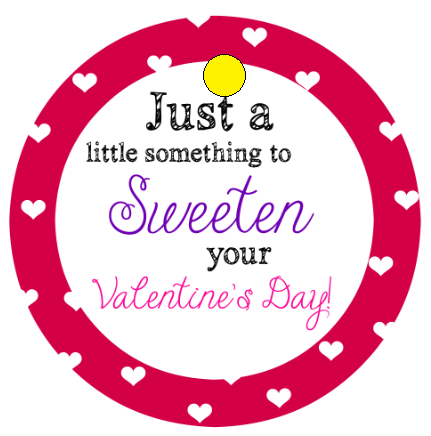 Just a
little something to
Sweeten
your
Valentine's Day!